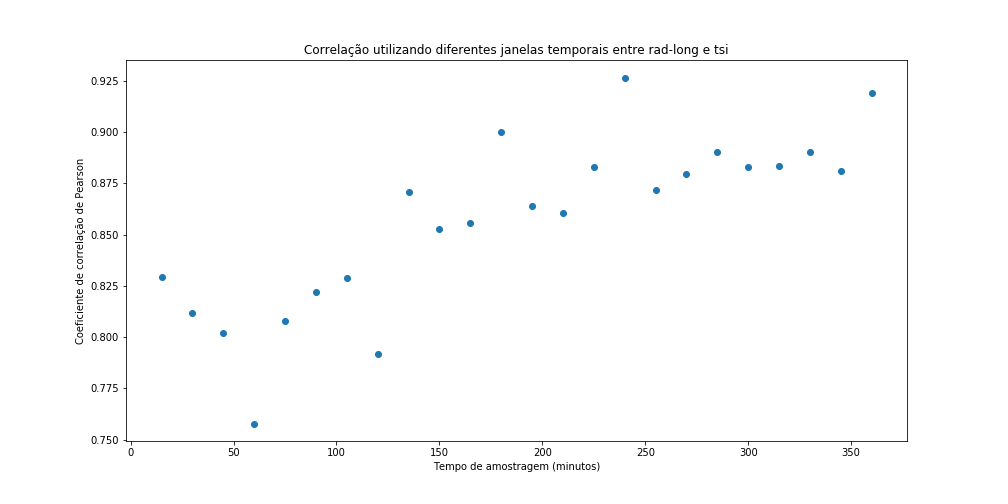 Correlação utilizando diferentes janelas temporais entre rad-long e tsi
0.925
0.900
0.875
0.850
0.825
0.800
0.775
0.750
Coeficiente de correlação de Pearson
0 50 100 150 200 250 300 350
Tempo de amostragem (minutos)